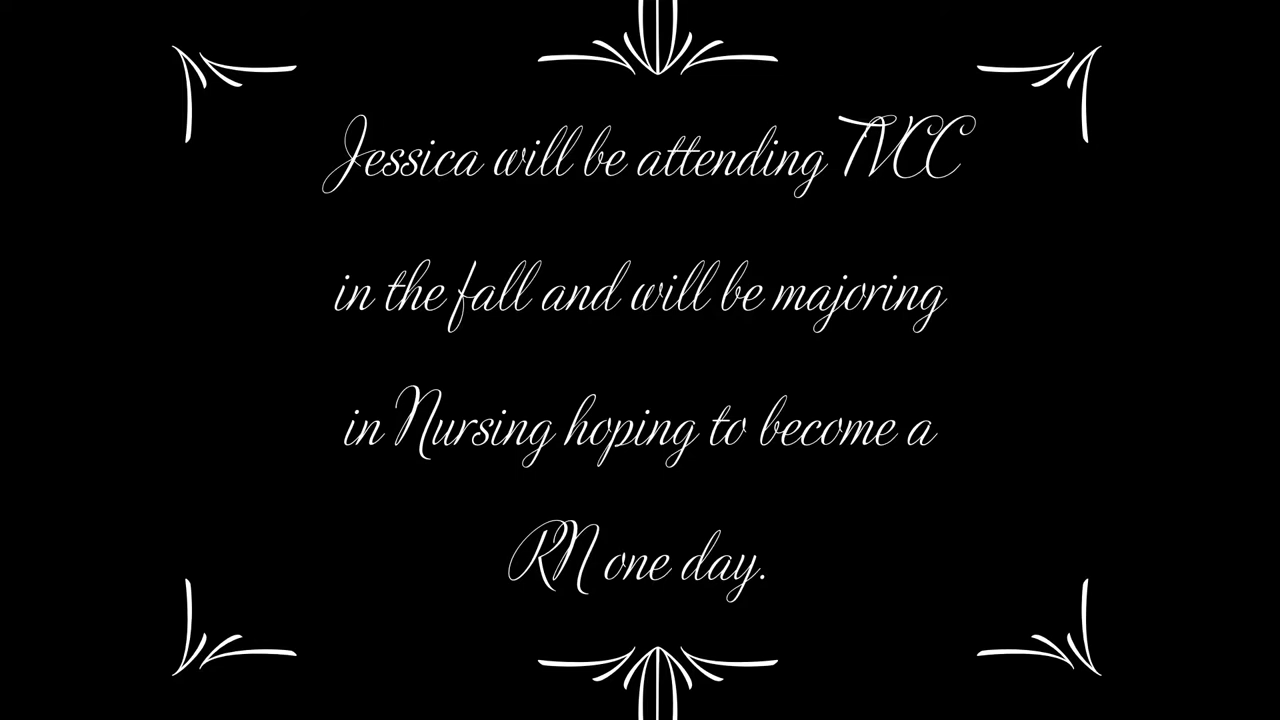 Jessica will be attending TVCC
in the fall and will be majoring
in Nursing hoping to become a
RN one day.